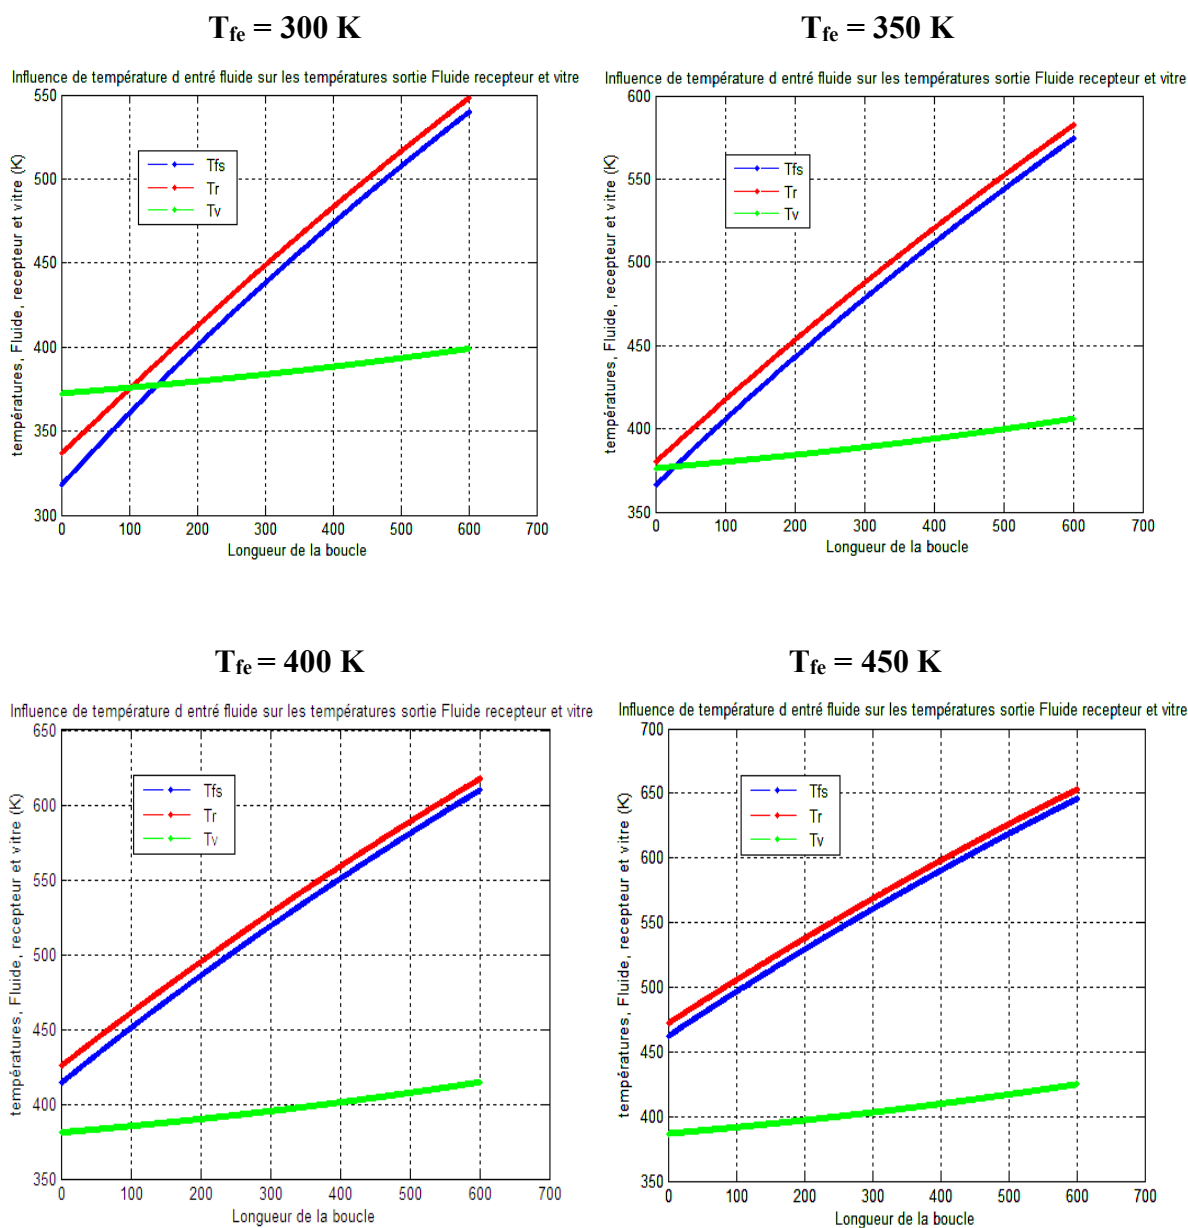 Tfe = 300 K
Influence de température d entré fluide sur les températures sortie Fluide recepteur et vitre
températures, Fluide, recepteur et vitre (K)
550
500
450
400
350
300
Tfs
Tr
Tv
0 100 200 300 400 500 600 700
Longueur de la boucle
Tfe = 350 K
Influence de température d entré fluide sur les températures sortie Fluide recepteur et vitre
températures, Fluide, recepteur et vitre (K)
600
550
500
450
400
350
Tfs
Tr
Tv
0 100 200 300 400 500 600 700
Longueur de la boucle
Tfe = 400 K
Influence de température d entré fluide sur les températures sortie Fluide recepteur et vitre
températures, Fluide, recepteur et vitre (K)
650
600
550
500
450
400
350
Tfs
Tr
Tv
0 100 200 300 400 500 600 700
Longueur de la boucle
Tfe = 450 K
Influence de température d entré fluide sur les températures sortie Fluide recepteur et vitre
températures, Fluide, recepteur et vitre (K)
700
650
600
550
500
450
400
350
Tfs
Tr
Tv
0 100 200 300 400 500 600 700
Longueur de la boucle